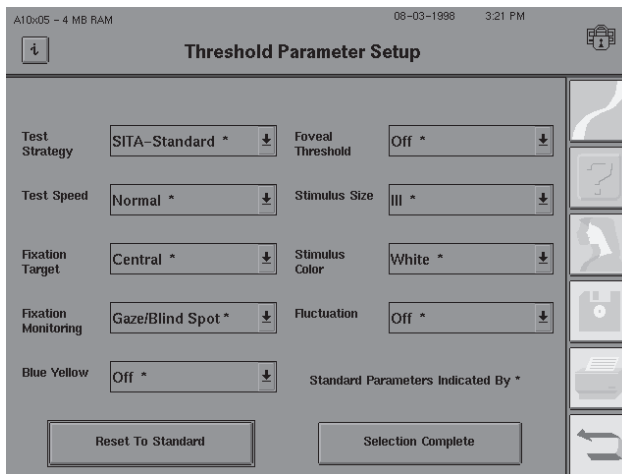 A10x05 – 4 MB RAM
08-03-1998 3:21 PM
i
Threshold Parameter Setup
1
Test Strategy
SITA-Standard *
Foveal Threshold
Off *
Test Speed
Normal *
Stimulus Size
III *
Fixation Target
Central *
Stimulus Color
White *
Fixation Monitoring
Gaze/Blind Spot *
Fluctuation
Off *
Blue Yellow
Off *
Standard Parameters Indicated By *
?
Reset To Standard
Selection Complete